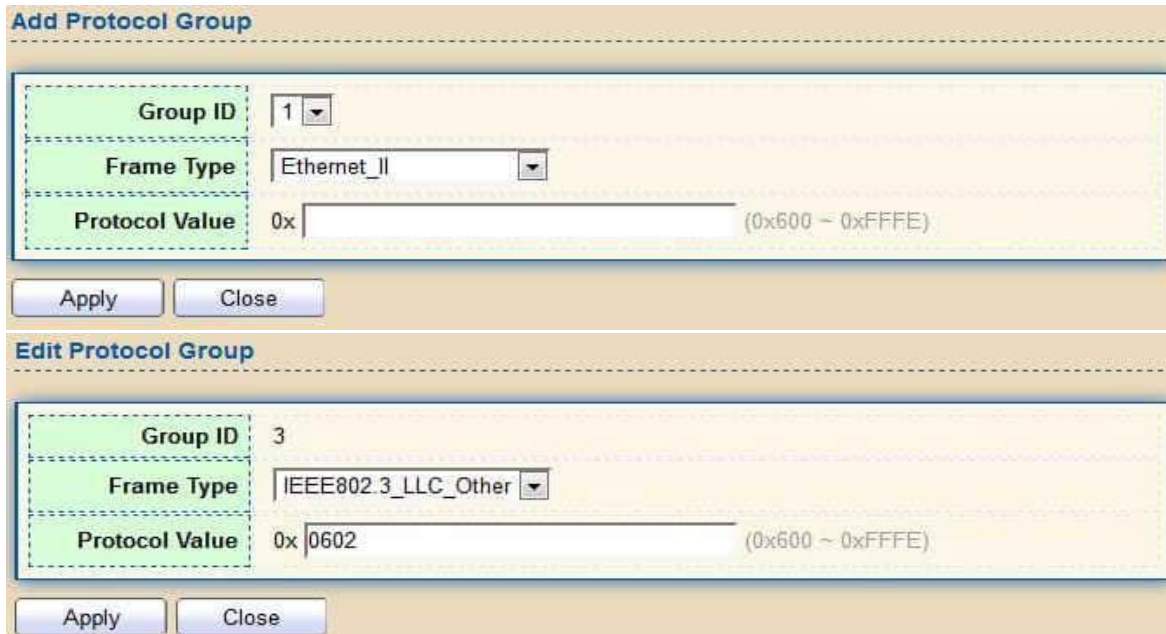 Add Protocol Group
Group ID 1
Frame Type Ethernet_II
Protocol Value 0x (0x600 ~ 0xFFFE)
Apply Close
Edit Protocol Group
Group ID 3
Frame Type IEEE802.3_LLC_Other
Protocol Value 0x 0602 (0x600 ~ 0xFFFE)
Apply Close